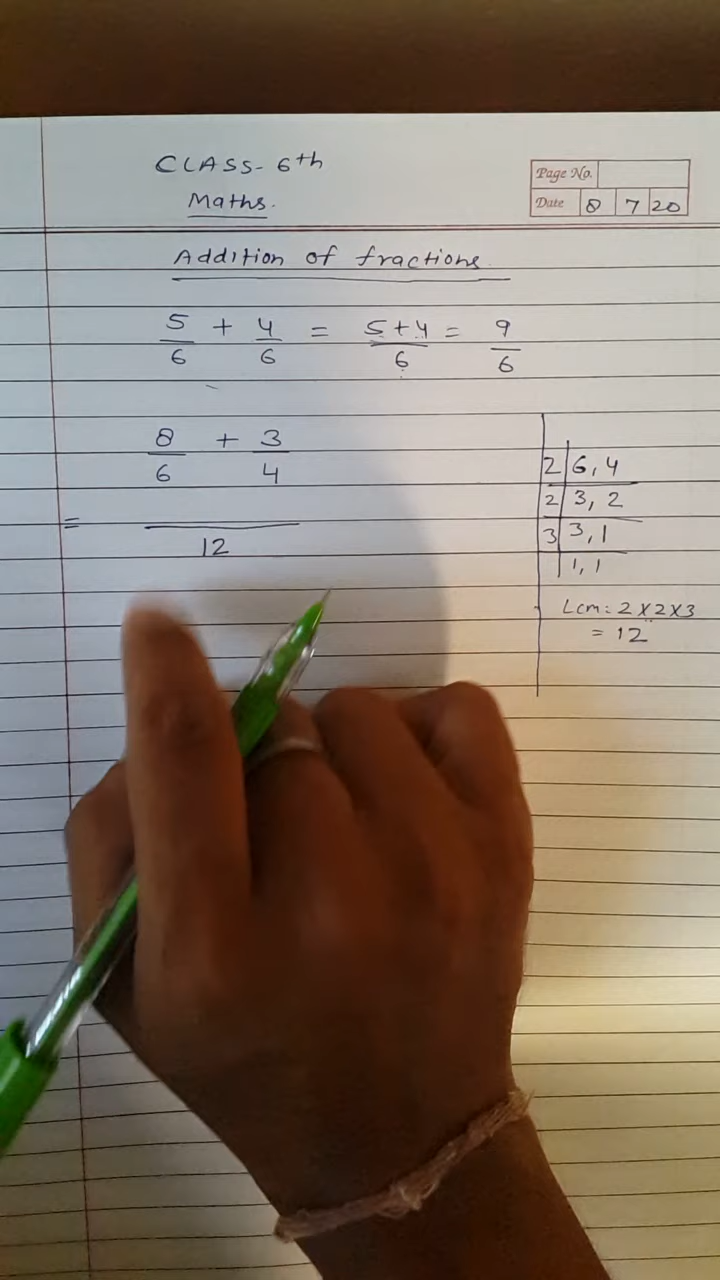 CLASS- 6th
Maths.
Page No.
Date 8 7 20
Addition of fractions
5/6 + 4/6 = 5+4/6 = 9/6
8/6 + 3/4
= /12
2 | 6, 4
2 | 3, 2
3 | 3, 1
| 1, 1
Lcm: 2 X 2 X 3
= 12